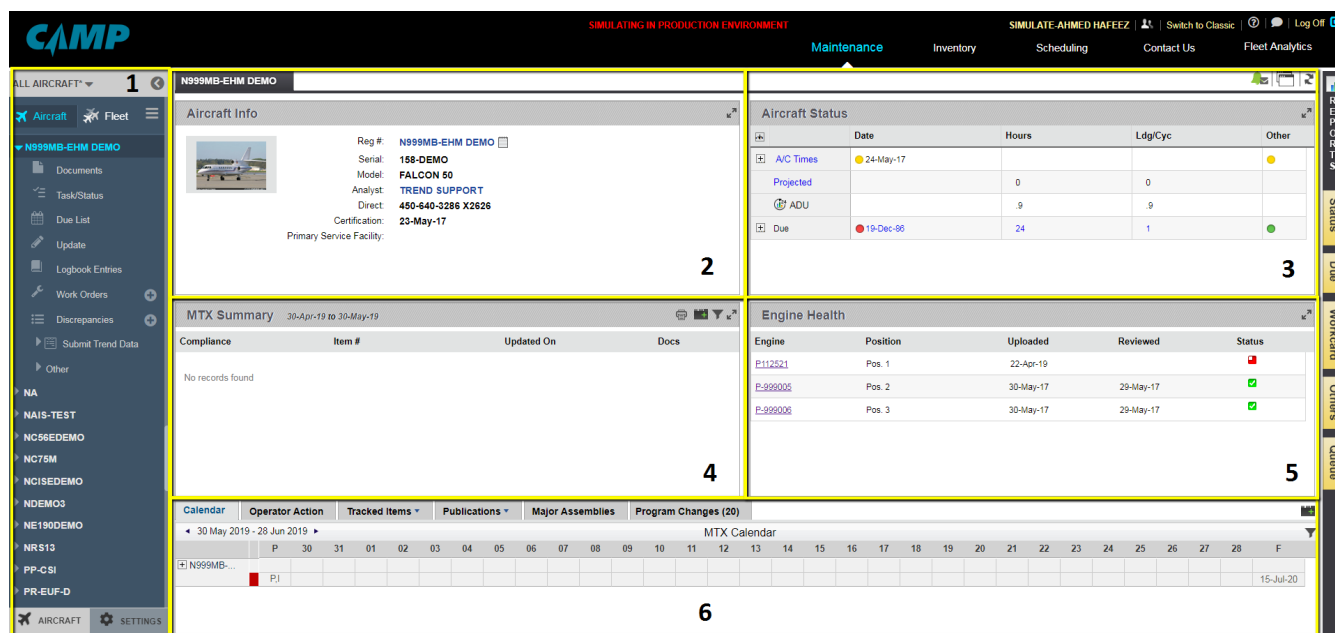 CAMP
SIMULATING IN PRODUCTION ENVIRONMENT
SIMULATE-AHMED HAFEEZ | Switch to Classic | Log Off
Maintenance Inventory Scheduling Contact Us Fleet Analytics
ALL AIRCRAFT* 1
Aircraft Fleet
N999MB-EHM DEMO
Documents
Task/Status
Due List
Update
Logbook Entries
Work Orders
Discrepancies
Submit Trend Data
Other
NA
NAIS-TEST
NC56EDEMO
NC75M
NCISEDEMO
NDEMO3
NE190DEMO
NRS13
PP-CSI
PR-EUF-D
AIRCRAFT SETTINGS
N999MB-EHM DEMO
Aircraft Info
Reg #: N999MB-EHM DEMO
Serial: 158-DEMO
Model: FALCON 50
Analyst: TREND SUPPORT
Direct: 450-640-3286 X2626
Certification: 23-May-17
Primary Service Facility:
2
Aircraft Status
Date Hours Ldg/Cyc Other
A/C Times 24-May-17
Projected 0 0
ADU .9 .9
Due 19-Dec-86 24 1
3
MTX Summary 30-Apr-19 to 30-May-19
Compliance Item # Updated On Docs
No records found
4
Engine Health
Engine Position Uploaded Reviewed Status
P112521 Pos. 1 22-Apr-19
P-999005 Pos. 2 30-May-17 29-May-17
P-999006 Pos. 3 30-May-17 29-May-17
5
Calendar Operator Action Tracked Items Publications Major Assemblies Program Changes (20)
30 May 2019 - 28 Jun 2019 MTX Calendar
P 30 31 01 02 03 04 05 06 07 08 09 10 11 12 13 14 15 16 17 18 19 20 21 22 23 24 25 26 27 28 F
N999MB-...
P,I 15-Jul-20
6
REPORTS
Status
Due
Workcard
Others
Queue